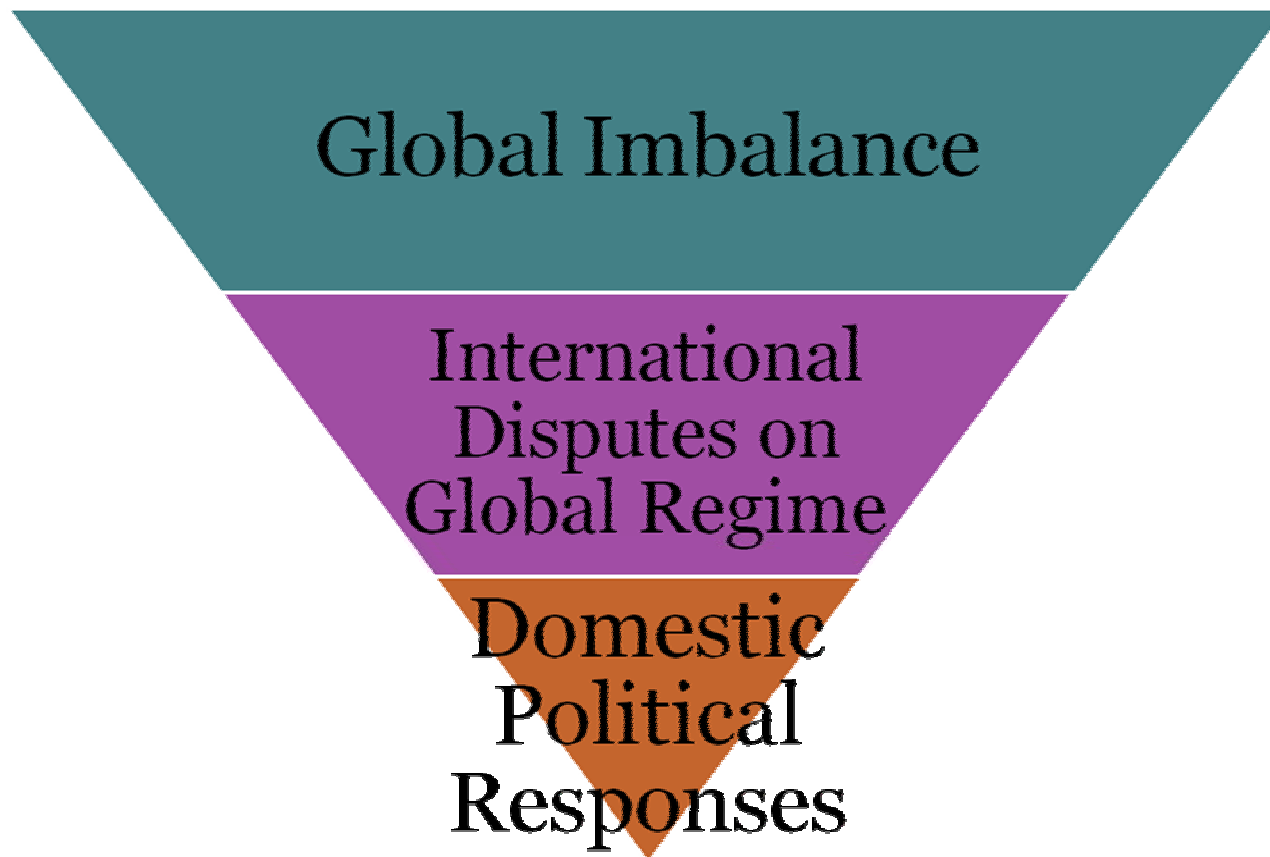 Global Imbalance
International
Disputes on
Global Regime
Domestic
Political
Responses